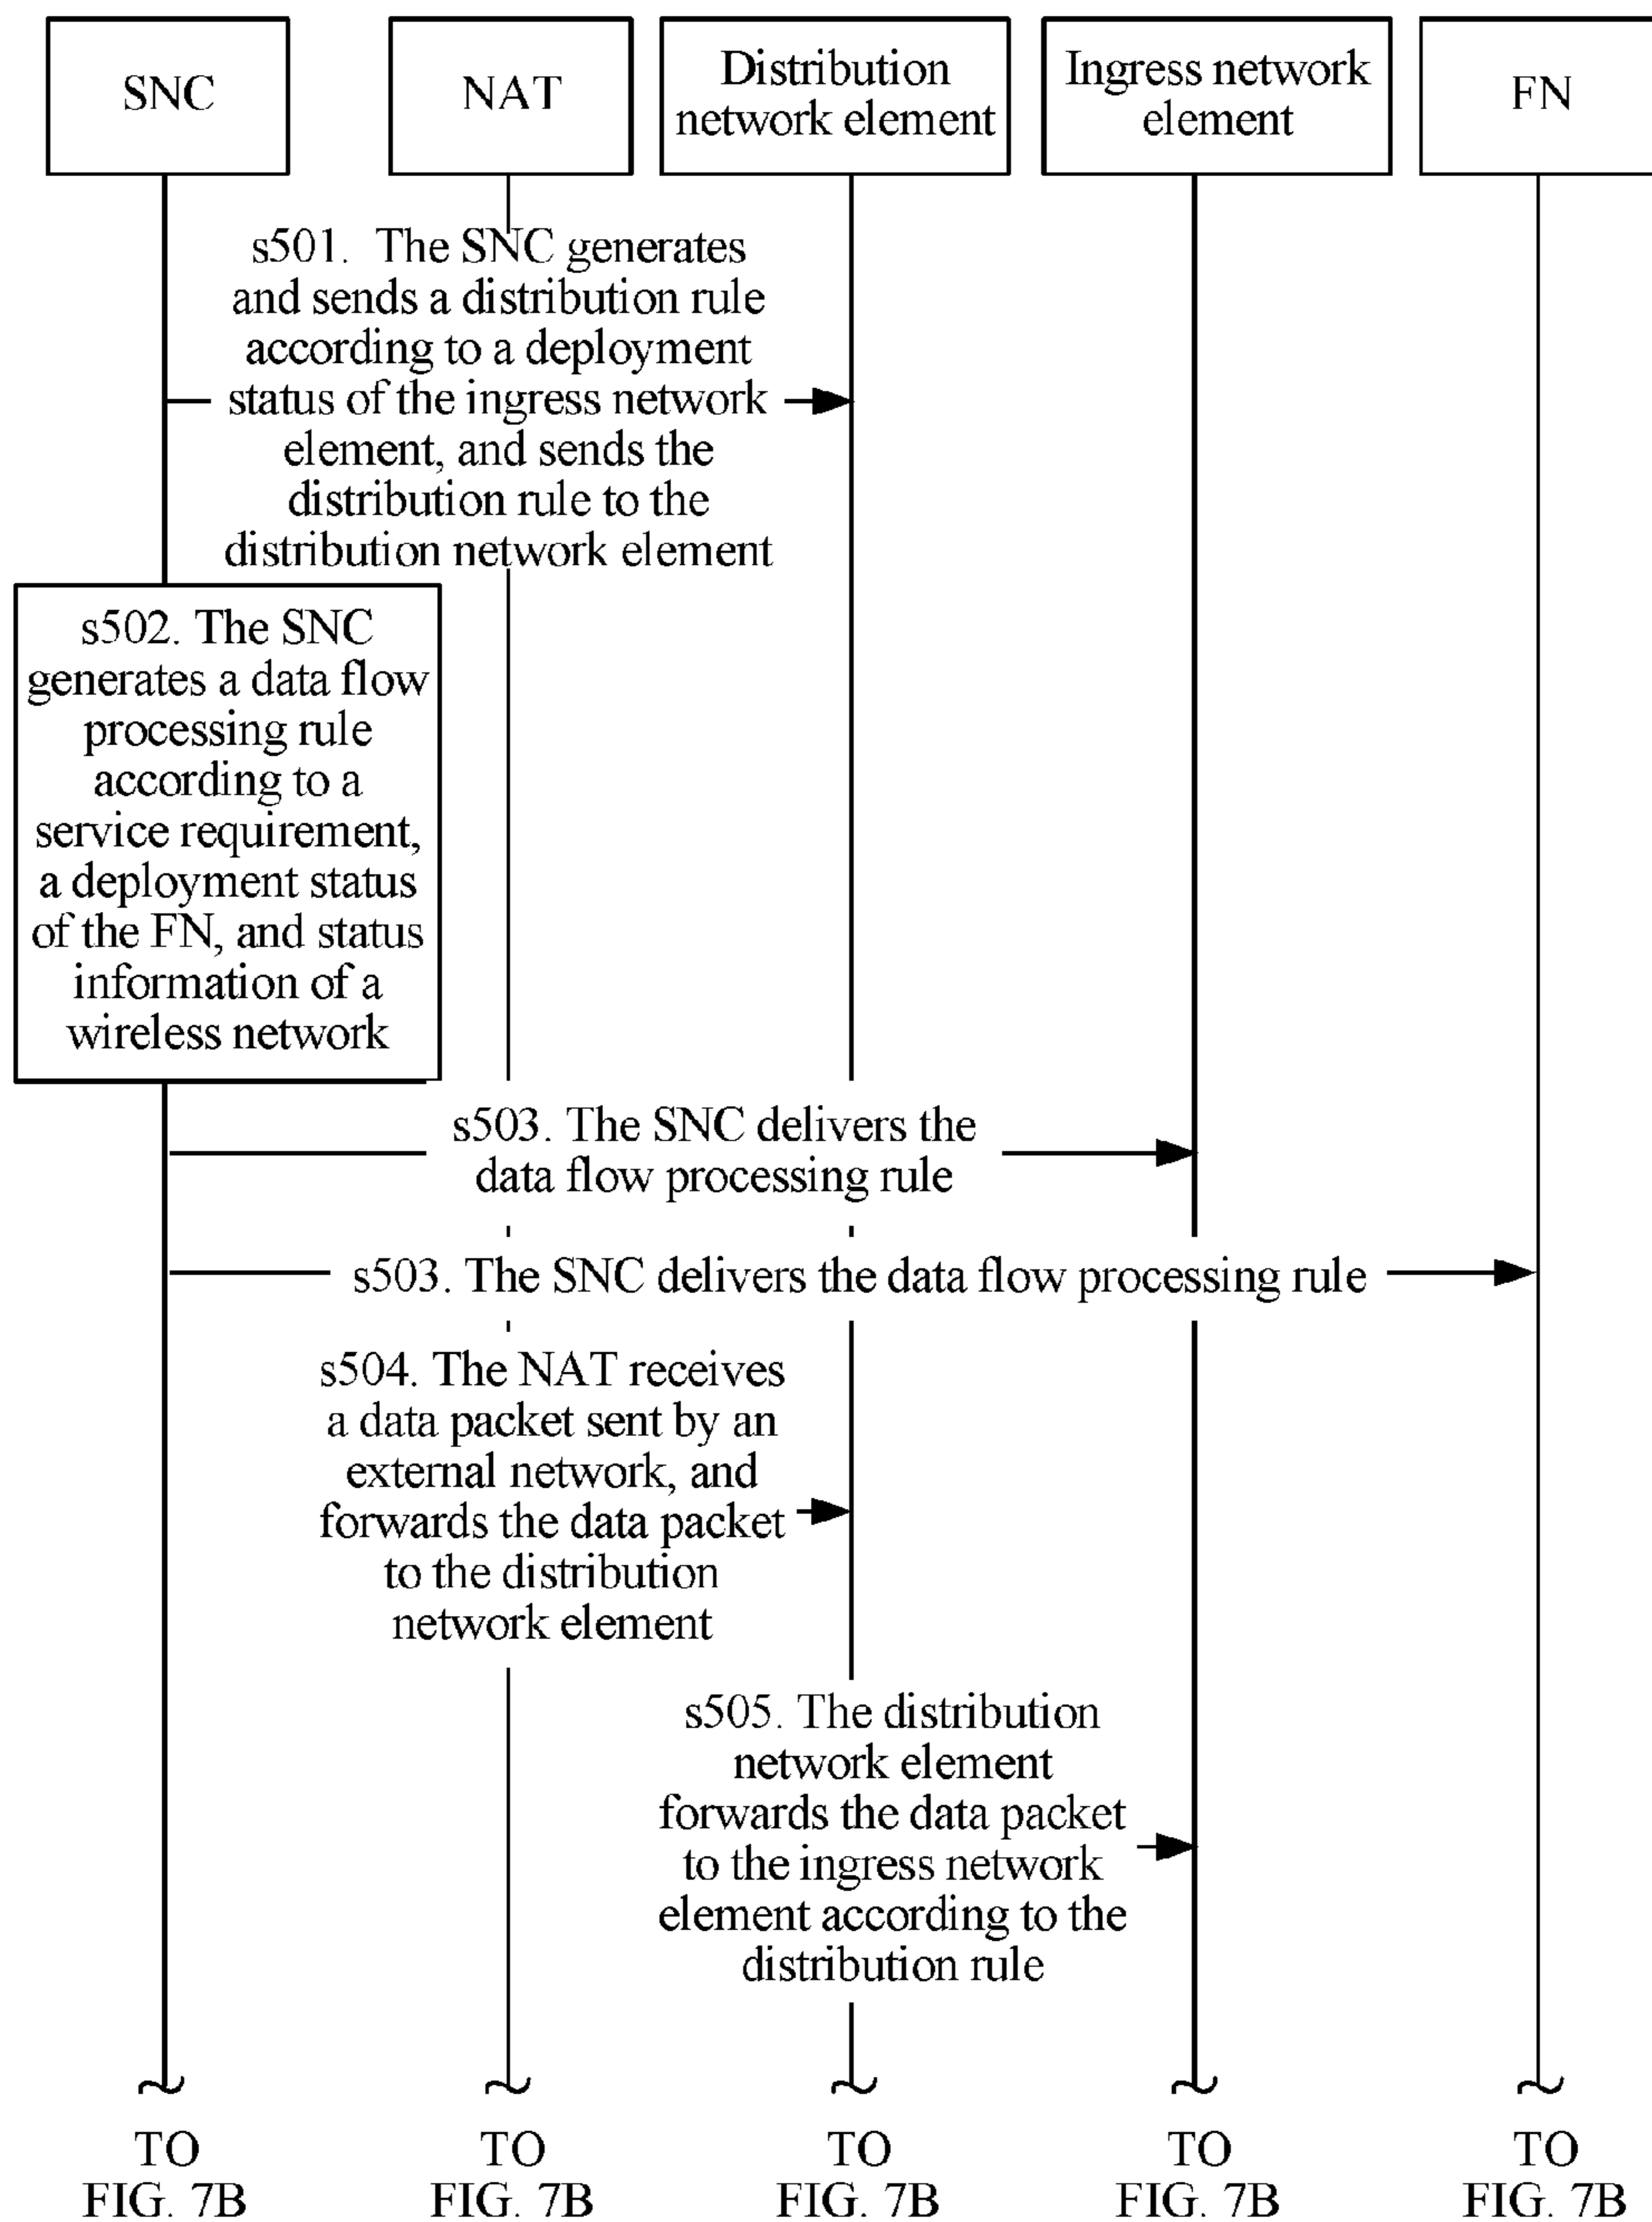 SNC
NAT
Distribution
network element
Ingress network
element
FN
s501. The SNC generates
and sends a distribution rule
according to a deployment
status of the ingress network
element, and sends the
distribution rule to the
distribution network element
s502. The SNC
generates a data flow
processing rule
according to a
service requirement,
a deployment status
of the FN, and status
information of a
wireless network
s503. The SNC delivers the
data flow processing rule
s503. The SNC delivers the data flow processing rule
s504. The NAT receives
a data packet sent by an
external network, and
forwards the data packet
to the distribution
network element
s505. The distribution
network element
forwards the data packet
to the ingress network
element according to the
distribution rule
TO
FIG. 7B
TO
FIG. 7B
TO
FIG. 7B
TO
FIG. 7B
TO
FIG. 7B